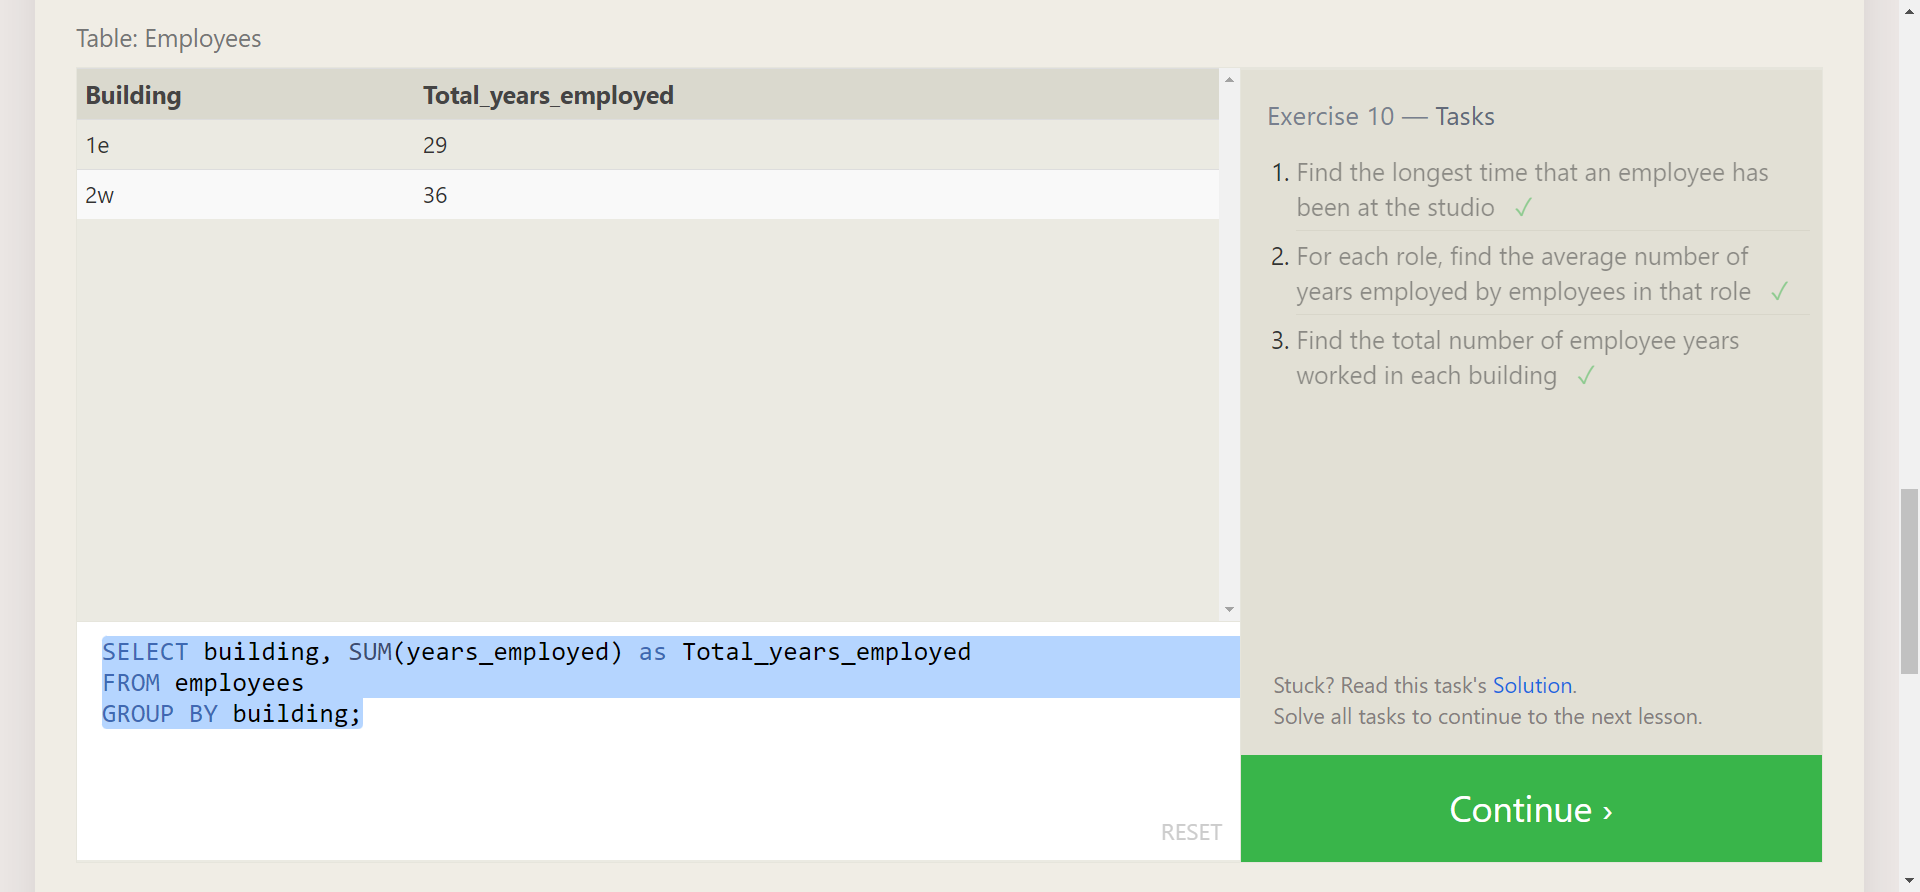 Table: Employees
Building Total_years_employed
1e 29
2w 36
SELECT building, SUM(years_employed) as Total_years_employed
FROM employees
GROUP BY building;
RESET
Exercise 10 — Tasks
1. Find the longest time that an employee has
been at the studio ✓
2. For each role, find the average number of
years employed by employees in that role ✓
3. Find the total number of employee years
worked in each building ✓
Stuck? Read this task's Solution.
Solve all tasks to continue to the next lesson.
Continue ›